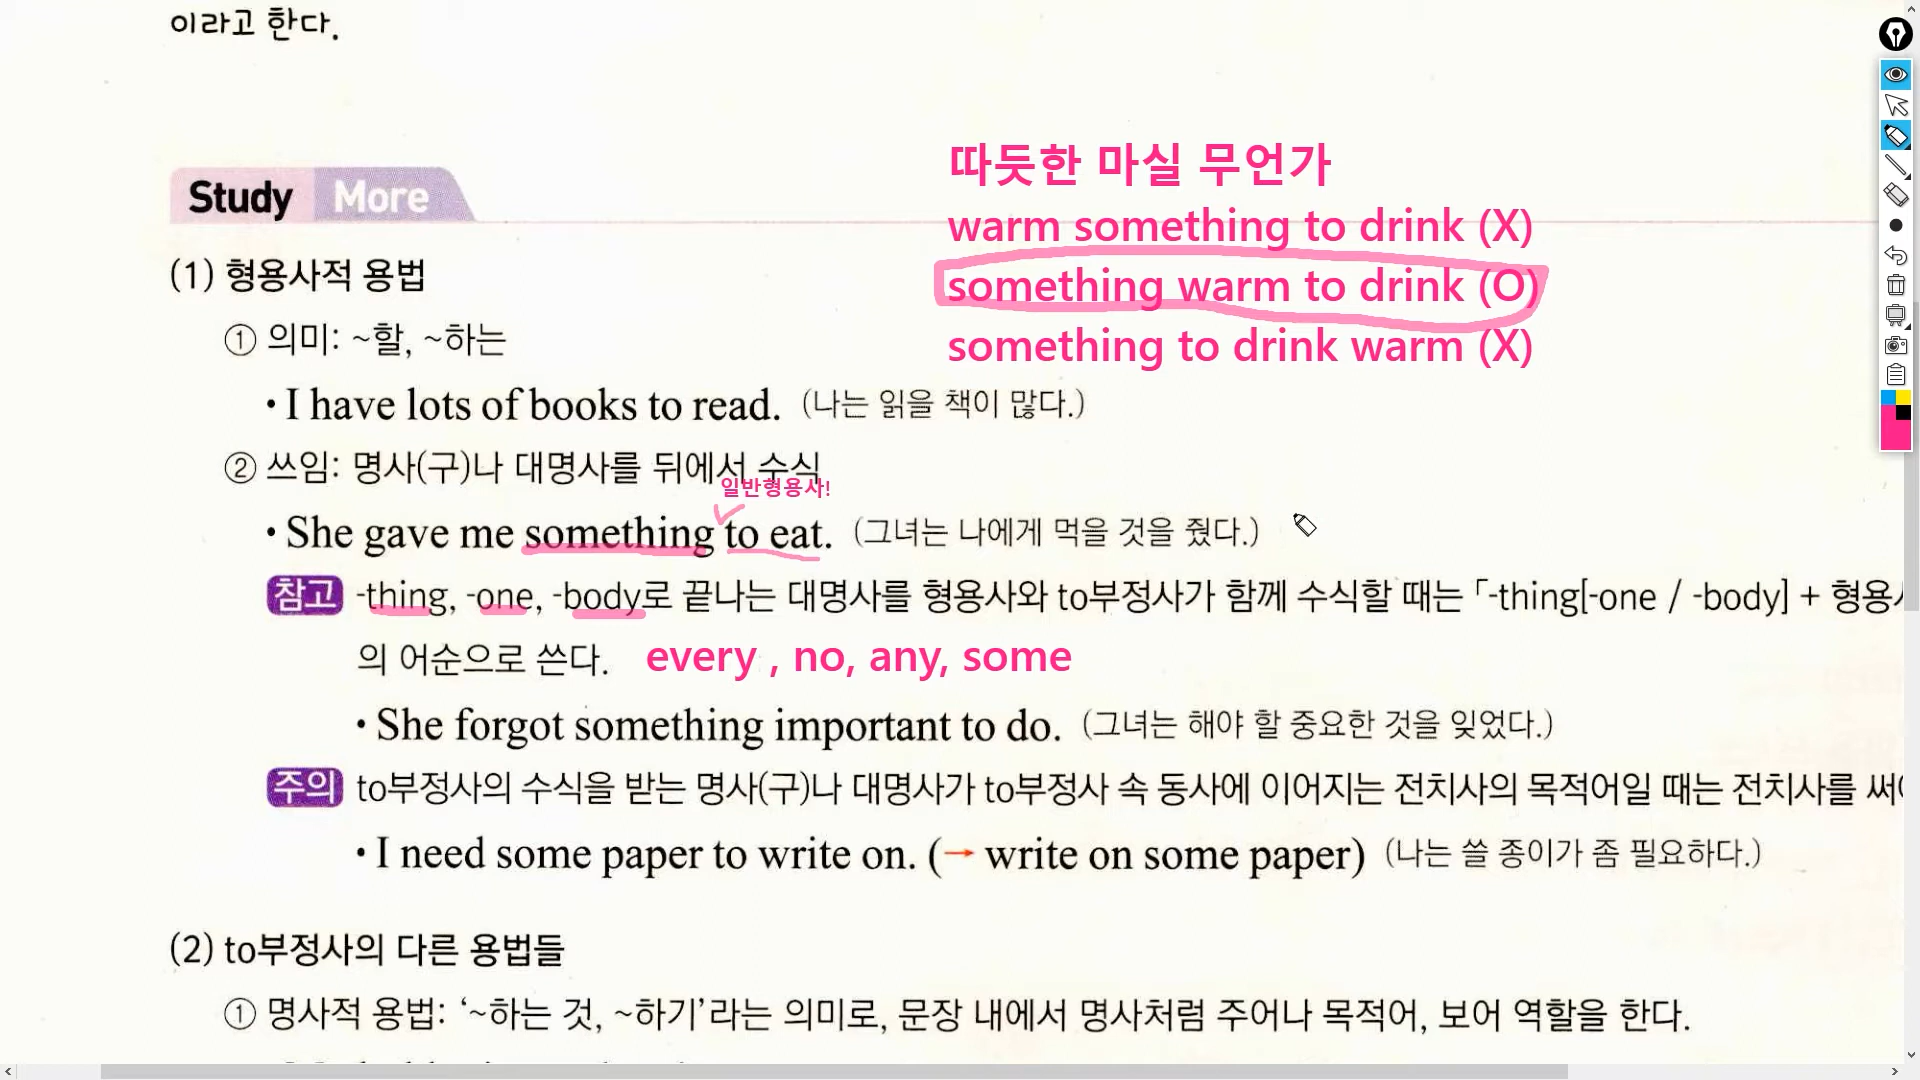 이라고 한다.
따듯한 마실 무언가
Study More
warm something to drink (X)
(1) 형용사적 용법
something warm to drink (O)
① 의미: ~할, ~하는
something to drink warm (X)
• I have lots of books to read. (나는 읽을 책이 많다.)
② 쓰임: 명사(구)나 대명사를 뒤에서 수식
일반형용사!
• She gave me something to eat. (그녀는 나에게 먹을 것을 줬다.)
참고 -thing, -one, -body로 끝나는 대명사를 형용사와 to부정사가 함께 수식할 때는 「-thing[-one / -body] + 형용
의 어순으로 쓴다. every , no, any, some
• She forgot something important to do. (그녀는 해야 할 중요한 것을 잊었다.)
주의 to부정사의 수식을 받는 명사(구)나 대명사가 to부정사 속 동사에 이어지는 전치사의 목적어일 때는 전치사를
• I need some paper to write on. (→ write on some paper) (나는 쓸 종이가 좀 필요하다.)
(2) to부정사의 다른 용법들
① 명사적 용법: ‘~하는 것, ~하기’라는 의미로, 문장 내에서 명사처럼 주어나 목적어, 보어 역할을 한다.